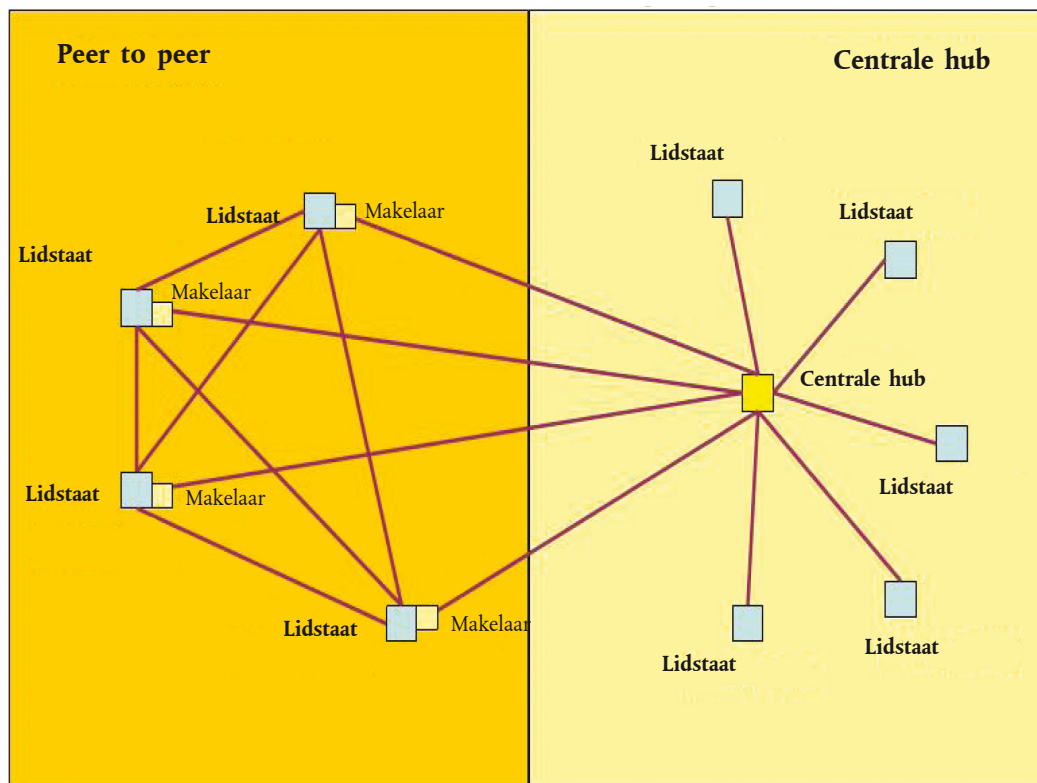 Peer to peer
Centrale hub
Lidstaat
Lidstaat
Lidstaat
Makelaar
Lidstaat
Makelaar
Centrale hub
Lidstaat
Makelaar
Lidstaat
Lidstaat
Makelaar
Lidstaat
Lidstaat